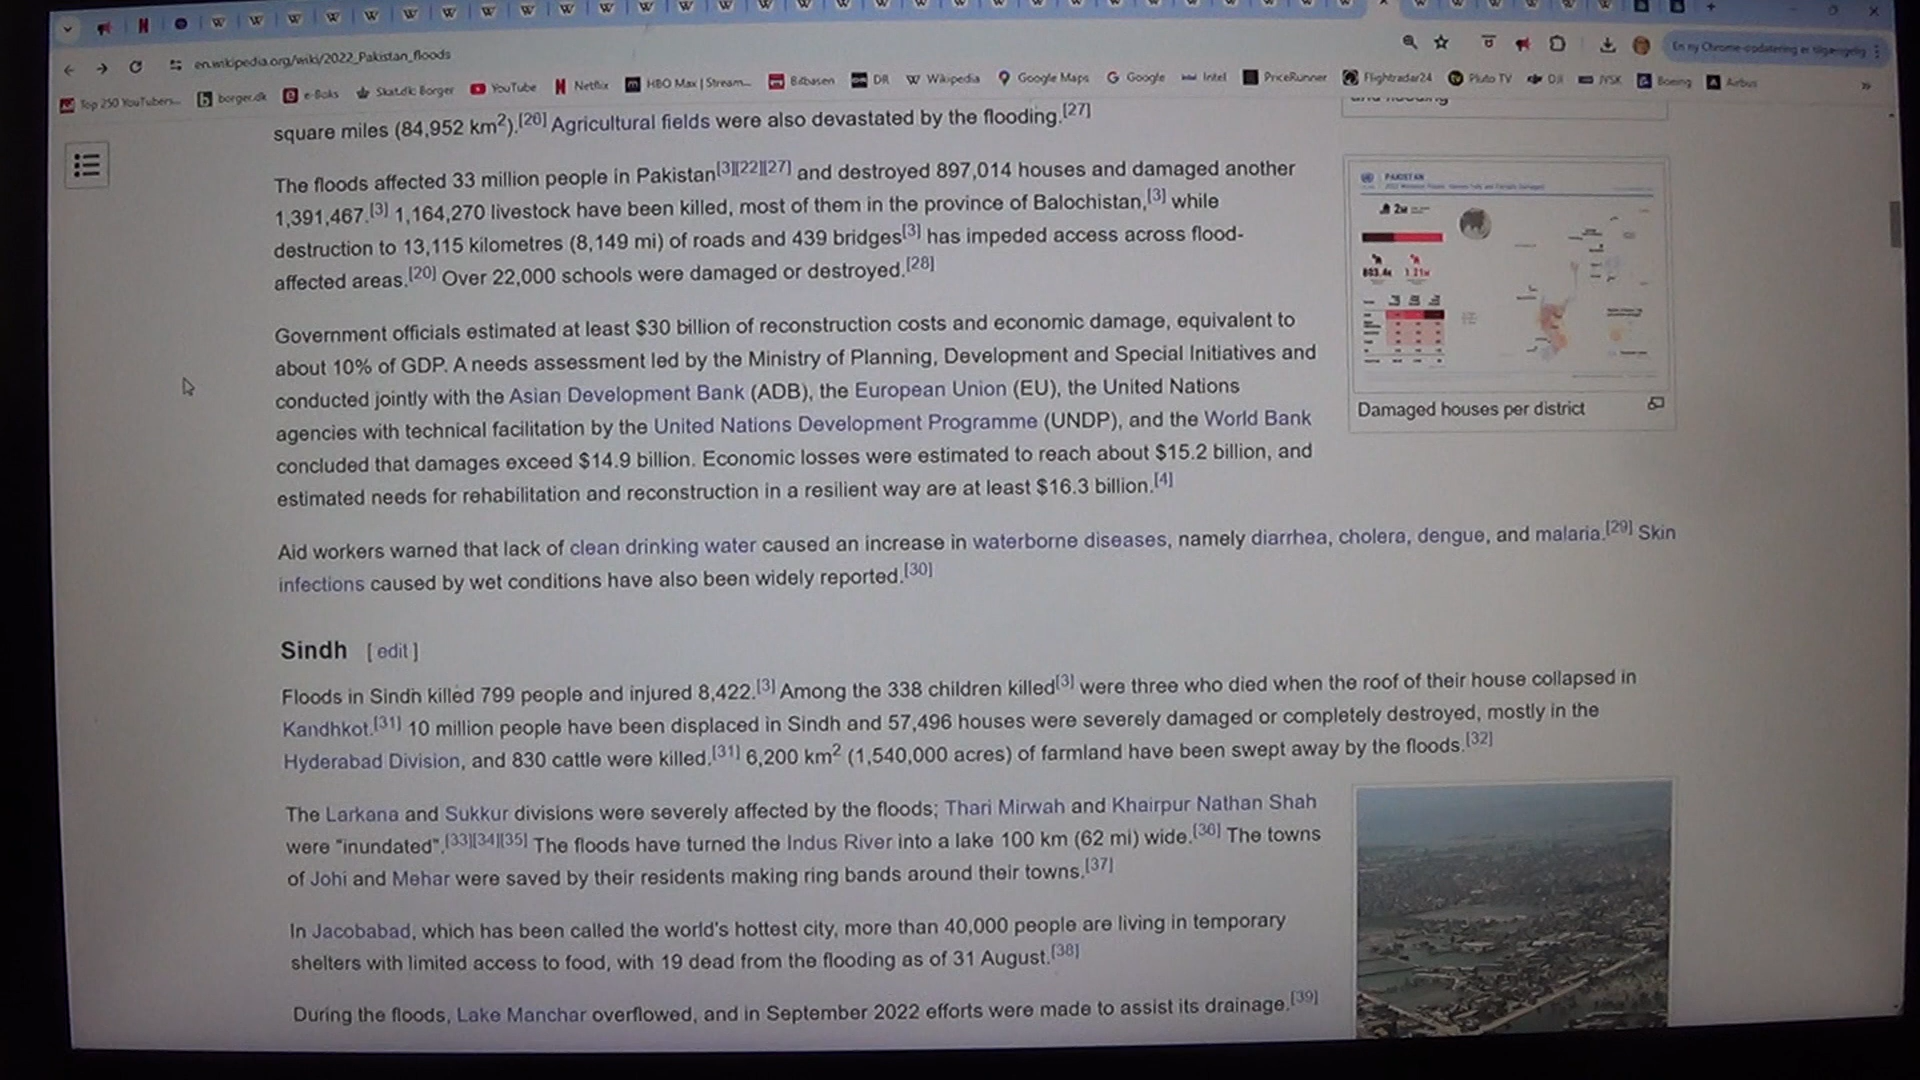 en.wikipedia.org/wiki/2022_Pakistan_floods
En ny Chrome-opdatering er tilgængelig
Top 250 YouTubers... borger.dk e-Boks Skat.dk: Borger YouTube Netflix HBO Max | Stream... Bilbasen DR Wikipedia Google Maps Google Intel PriceRunner Flightradar24 Pluto TV DJI JYSK Boeing Airbus
square miles (84,952 km²).[26] Agricultural fields were also devastated by the flooding.[27]
The floods affected 33 million people in Pakistan[3][22][27] and destroyed 897,014 houses and damaged another
1,391,467.[3] 1,164,270 livestock have been killed, most of them in the province of Balochistan,[3] while
destruction to 13,115 kilometres (8,149 mi) of roads and 439 bridges[3] has impeded access across flood-
affected areas.[20] Over 22,000 schools were damaged or destroyed.[28]
PAKISTAN
2M
803.4K 1.21M
Damaged houses per district
Government officials estimated at least $30 billion of reconstruction costs and economic damage, equivalent to
about 10% of GDP. A needs assessment led by the Ministry of Planning, Development and Special Initiatives and
conducted jointly with the Asian Development Bank (ADB), the European Union (EU), the United Nations
agencies with technical facilitation by the United Nations Development Programme (UNDP), and the World Bank
concluded that damages exceed $14.9 billion. Economic losses were estimated to reach about $15.2 billion, and
estimated needs for rehabilitation and reconstruction in a resilient way are at least $16.3 billion.[4]
Aid workers warned that lack of clean drinking water caused an increase in waterborne diseases, namely diarrhea, cholera, dengue, and malaria.[29] Skin
infections caused by wet conditions have also been widely reported.[30]
Sindh [ edit ]
Floods in Sindh killed 799 people and injured 8,422.[3] Among the 338 children killed[3] were three who died when the roof of their house collapsed in
Kandhkot.[31] 10 million people have been displaced in Sindh and 57,496 houses were severely damaged or completely destroyed, mostly in the
Hyderabad Division, and 830 cattle were killed.[31] 6,200 km² (1,540,000 acres) of farmland have been swept away by the floods.[32]
The Larkana and Sukkur divisions were severely affected by the floods; Thari Mirwah and Khairpur Nathan Shah
were "inundated".[33][34][35] The floods have turned the Indus River into a lake 100 km (62 mi) wide.[36] The towns
of Johi and Mehar were saved by their residents making ring bands around their towns.[37]
In Jacobabad, which has been called the world's hottest city, more than 40,000 people are living in temporary
shelters with limited access to food, with 19 dead from the flooding as of 31 August.[38]
During the floods, Lake Manchar overflowed, and in September 2022 efforts were made to assist its drainage.[39]